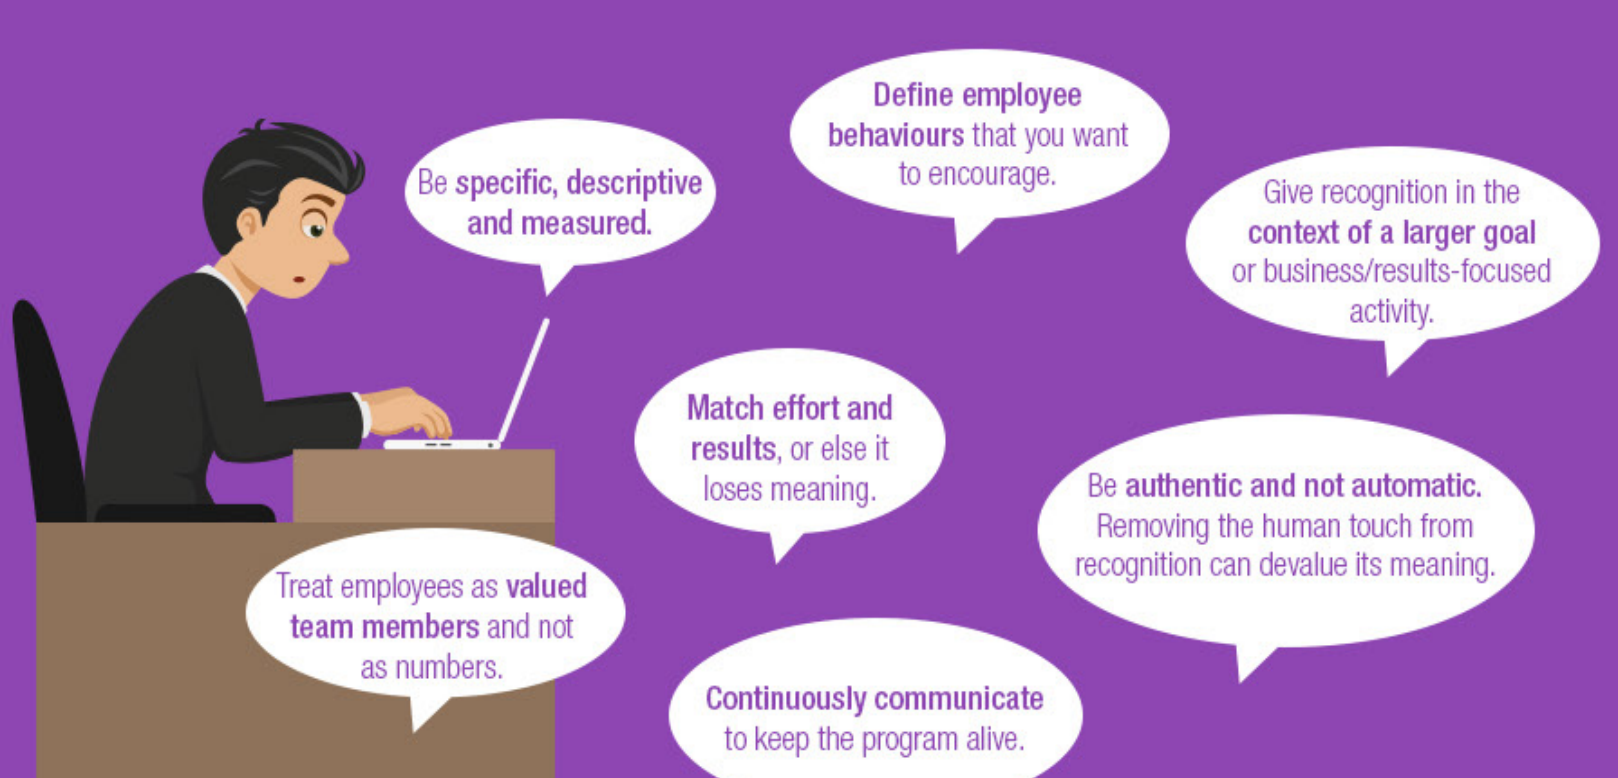 Be specific, descriptive
and measured.
Define employee
behaviours that you want
to encourage.
Give recognition in the
context of a larger goal
or business/results-focused
activity.
Match effort and
results, or else it
loses meaning.
Be authentic and not automatic.
Removing the human touch from
recognition can devalue its meaning.
Treat employees as valued
team members and not
as numbers.
Continuously communicate
to keep the program alive.